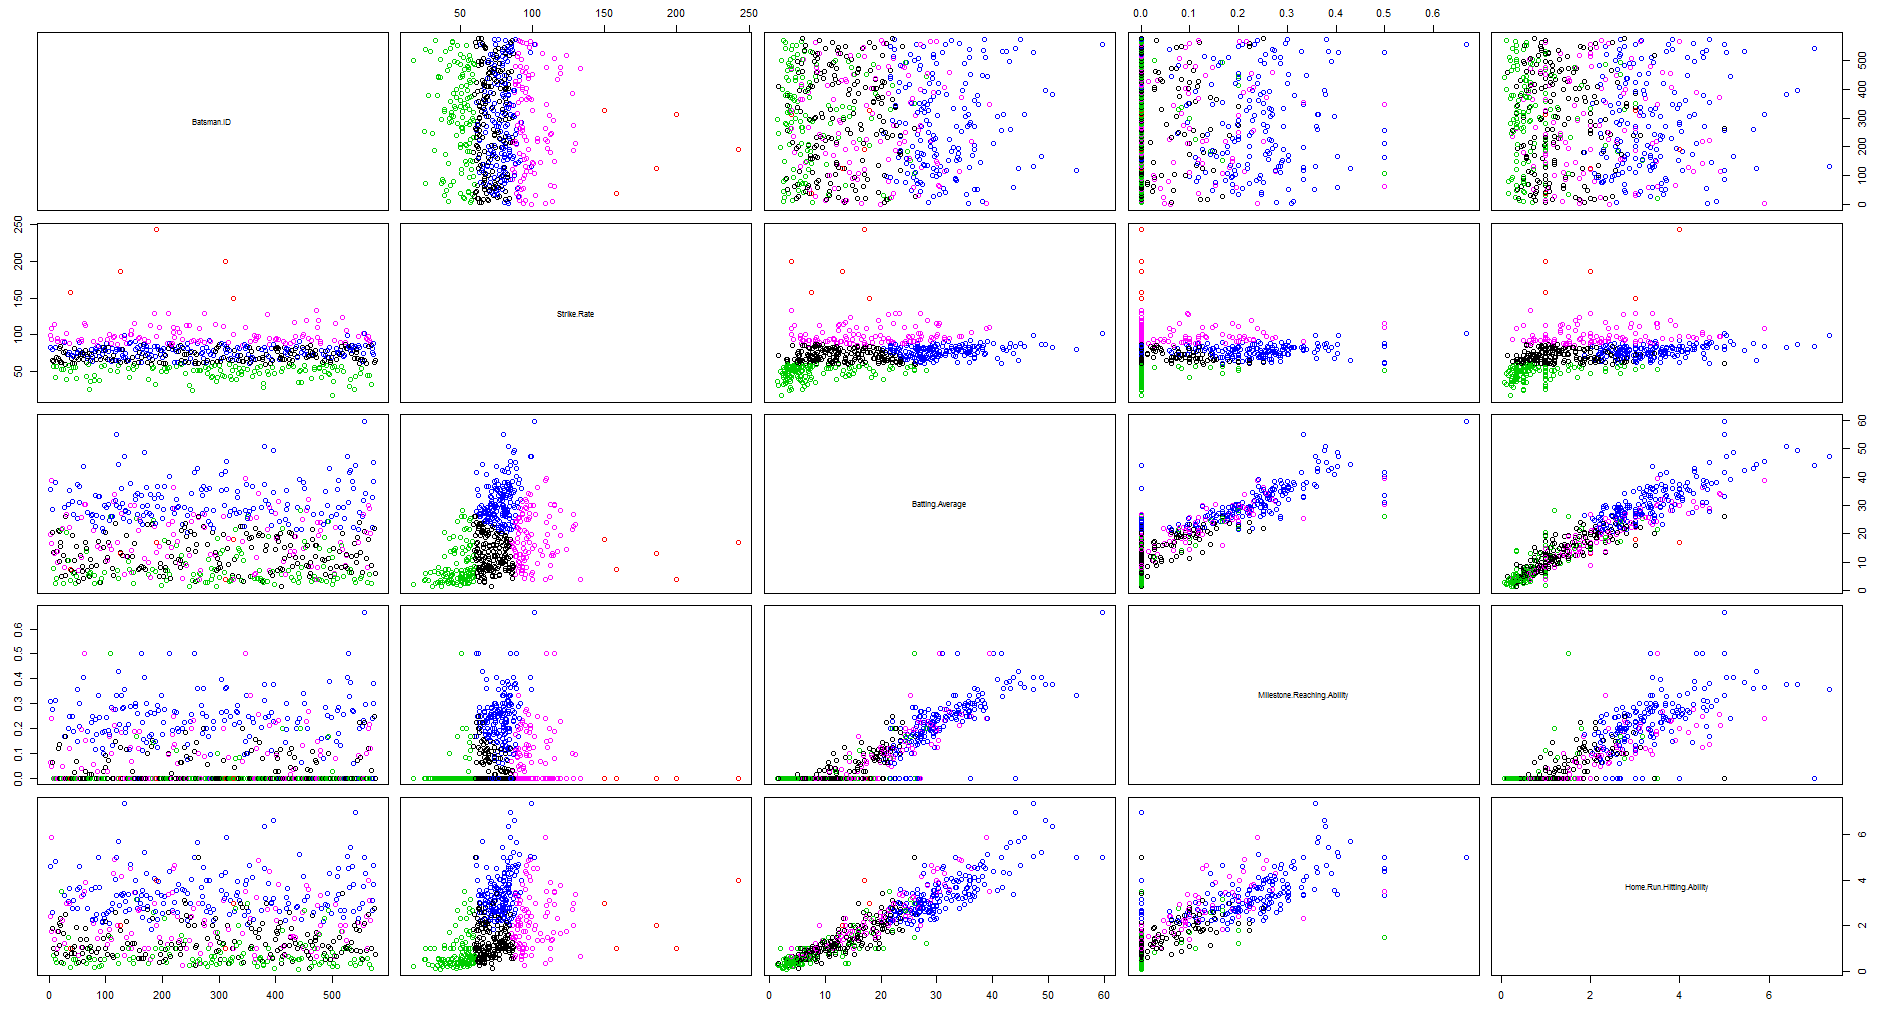 50 100 150 200 250 0.0 0.1 0.2 0.3 0.4 0.5 0.6
Batsman.ID 0 100 200 300 400 500
50 100 150 200 250 Strike.Rate
Batting.Average 0 10 20 30 40 50 60
0.0 0.1 0.2 0.3 0.4 0.5 0.6 Milestone.Reaching.Ability
Home.Run.Hitting.Ability 0 2 4 6
0 100 200 300 400 500 0 10 20 30 40 50 60 0 2 4 6